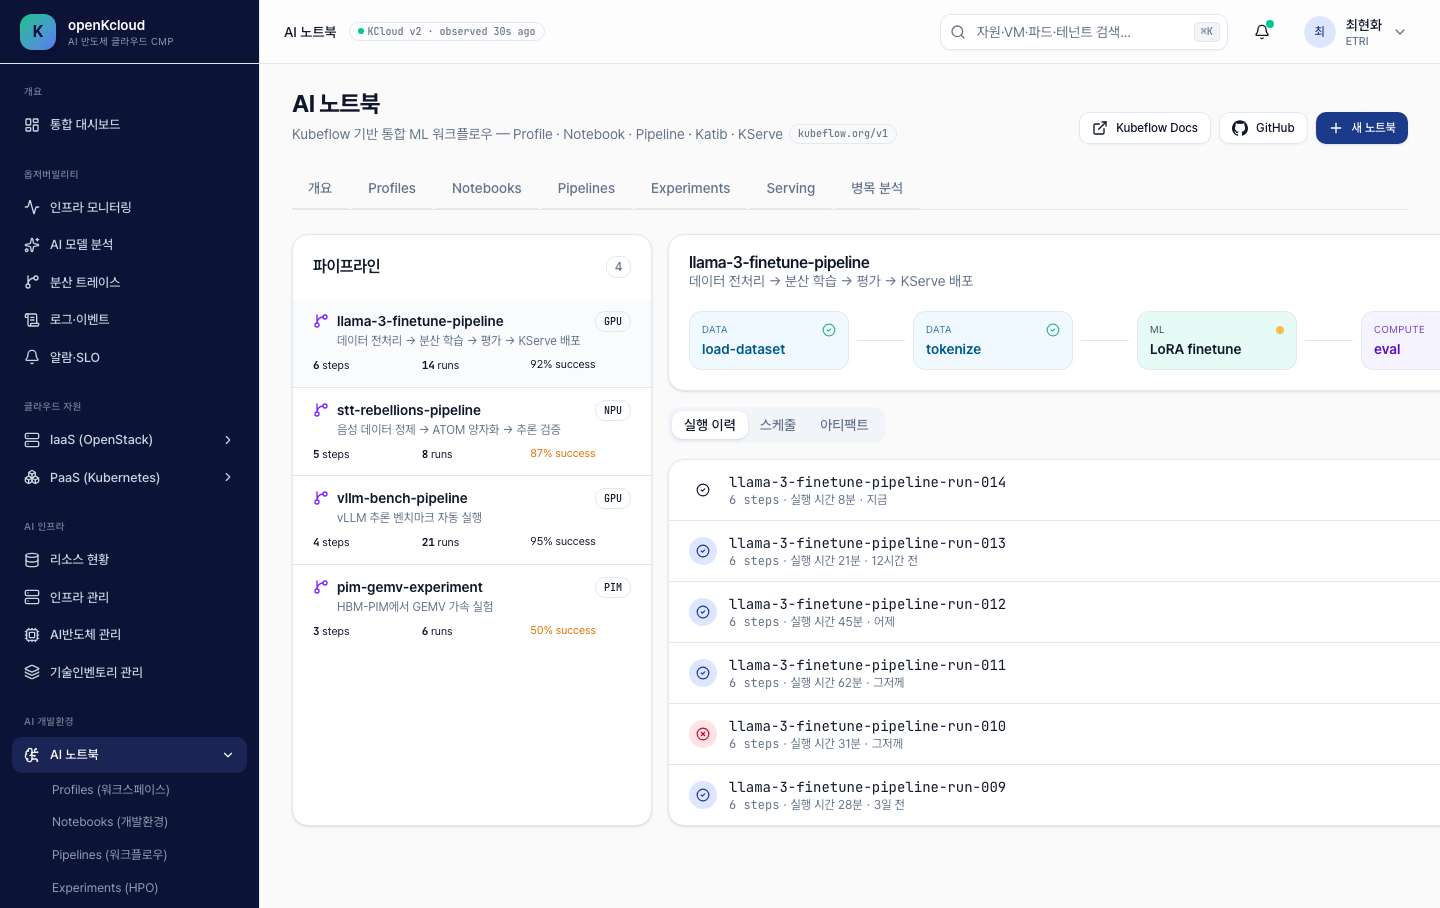 K
openKcloud
AI 반도체 클라우드 CMP
개요
통합 대시보드
옵저버빌리티
인프라 모니터링
AI 모델 분석
분산 트레이스
로그·이벤트
알람·SLO
클라우드 자원
IaaS (OpenStack)
PaaS (Kubernetes)
AI 인프라
리소스 현황
인프라 관리
AI반도체 관리
기술인벤토리 관리
AI 개발환경
AI 노트북
Profiles (워크스페이스)
Notebooks (개발환경)
Pipelines (워크플로우)
Experiments (HPO)
AI 노트북
KCloud v2 · observed 30s ago
자원·VM·파드·테넌트 검색...
⌘K
최
최현화
ETRI
AI 노트북
Kubeflow 기반 통합 ML 워크플로우 — Profile · Notebook · Pipeline · Katib · KServe
kubeflow.org/v1
Kubeflow Docs
GitHub
새 노트북
개요
Profiles
Notebooks
Pipelines
Experiments
Serving
병목 분석
파이프라인
4
llama-3-finetune-pipeline
GPU
데이터 전처리 → 분산 학습 → 평가 → KServe 배포
6 steps
14 runs
92% success
stt-rebellions-pipeline
NPU
음성 데이터 정제 → ATOM 양자화 → 추론 검증
5 steps
8 runs
87% success
vllm-bench-pipeline
GPU
vLLM 추론 벤치마크 자동 실행
4 steps
21 runs
95% success
pim-gemv-experiment
PIM
HBM-PIM에서 GEMV 가속 실험
3 steps
6 runs
50% success
llama-3-finetune-pipeline
데이터 전처리 → 분산 학습 → 평가 → KServe 배포
DATA
load-dataset
DATA
tokenize
ML
LoRA finetune
COMPUTE
eval
실행 이력
스케줄
아티팩트
llama-3-finetune-pipeline-run-014
6 steps · 실행 시간 8분 · 지금
llama-3-finetune-pipeline-run-013
6 steps · 실행 시간 21분 · 12시간 전
llama-3-finetune-pipeline-run-012
6 steps · 실행 시간 45분 · 어제
llama-3-finetune-pipeline-run-011
6 steps · 실행 시간 62분 · 그저께
llama-3-finetune-pipeline-run-010
6 steps · 실행 시간 31분 · 그저께
llama-3-finetune-pipeline-run-009
6 steps · 실행 시간 28분 · 3일 전